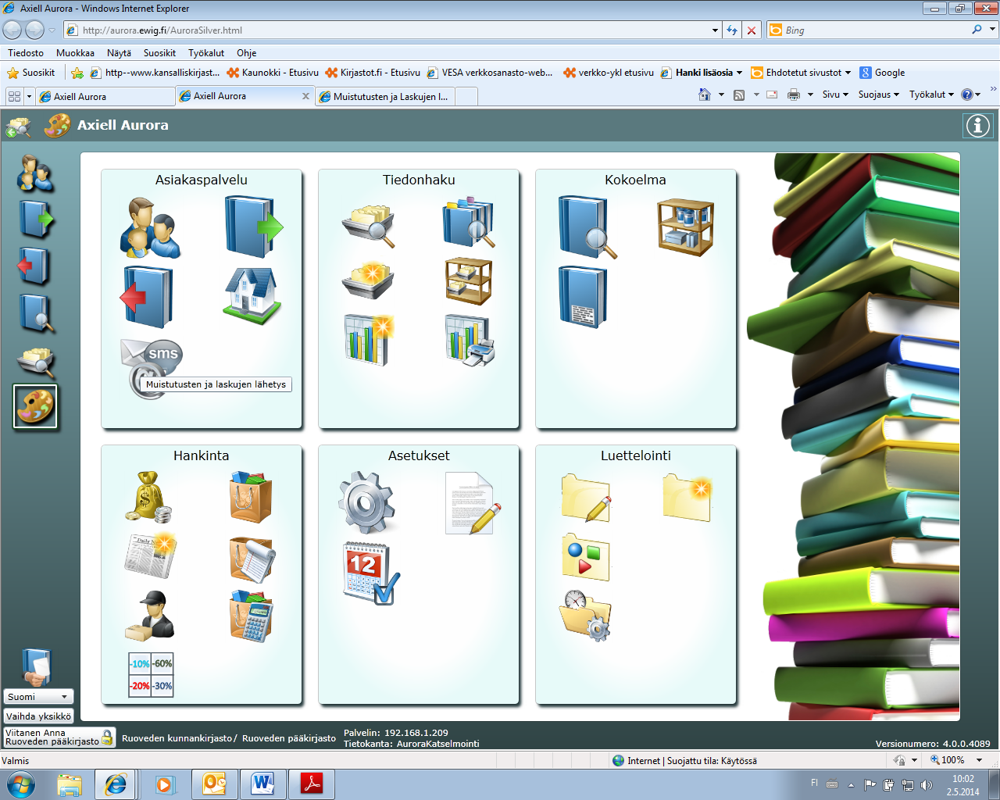 Axiell Aurora - Windows Internet Explorer
http://aurora.ewig.fi/AuroraSilver.html
Bing
Tiedosto Muokkaa Näytä Suosikit Työkalut Ohje
Suosikit http--www.kansalliskirjast... Kaunokki - Etusivu Kirjastot.fi - Etusivu VESA verkkosanasto-web... verkko-ykl etusivu Hanki lisäosia Ehdotetut sivustot Google
Axiell Aurora Axiell Aurora Muistutusten ja Laskujen l... Sivu Suojaus Työkalut
Axiell Aurora
Asiakaspalvelu Tiedonhaku Kokoelma
sms
@
Muistutusten ja laskujen lähetys
Hankinta Asetukset Luettelointi
$
Daily
12
-10% -60%
-20% -30%
Suomi
Vaihda yksikkö
Viitanen Anna
Ruoveden pääkirjasto
Ruoveden kunnankirjasto/ Ruoveden pääkirjasto
Palvelin: 192.168.1.209
Tietokanta: AuroraKatselmointi
Versionumero: 4.0.0.4089
Valmis Internet | Suojattu tila: Käytössä 100%
FI 10:02
2.5.2014